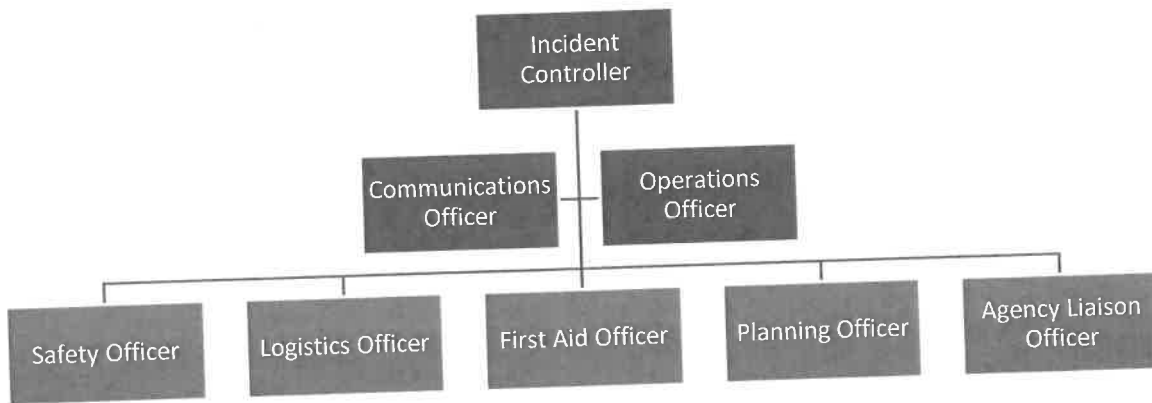 Incident
Controller
Communications
Officer
Operations
Officer
Safety Officer
Logistics Officer
First Aid Officer
Planning Officer
Agency Liaison
Officer